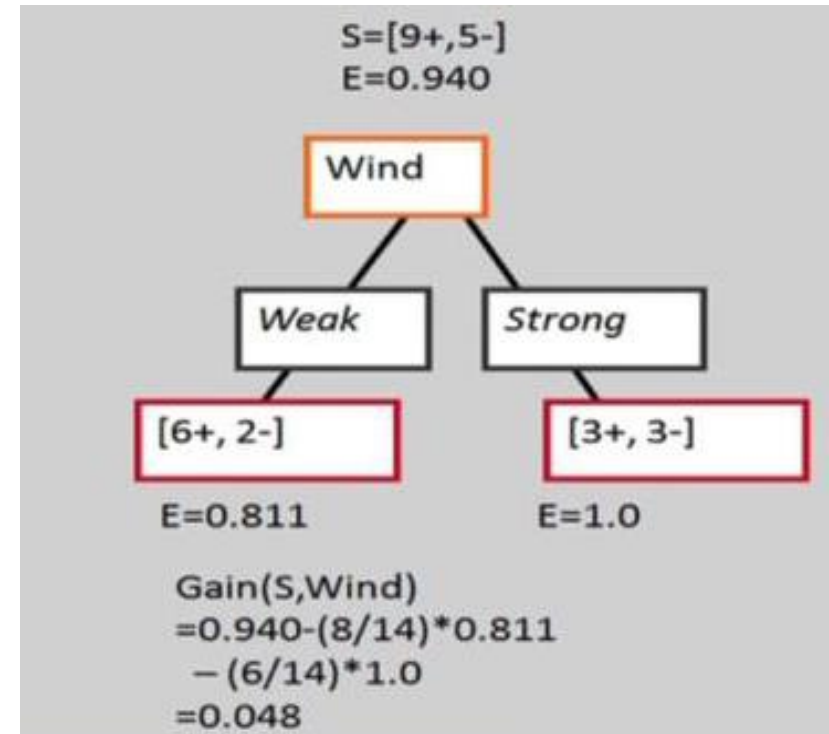 S=[9+,5-]
E=0.940
Wind
Weak
Strong
[6+, 2-]
[3+, 3-]
E=0.811
E=1.0
Gain(S,Wind)
=0.940-(8/14)*0.811
– (6/14)*1.0
=0.048